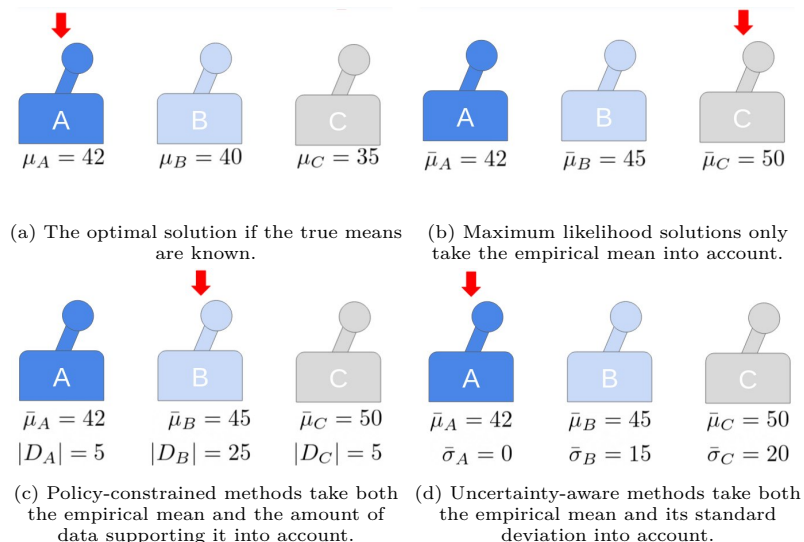 A B C
μ_A = 42 μ_B = 40 μ_C = 35
(a) The optimal solution if the true means
are known.
A B C
μ̄_A = 42 μ̄_B = 45 μ̄_C = 50
(b) Maximum likelihood solutions only
take the empirical mean into account.
A B C
μ̄_A = 42 μ̄_B = 45 μ̄_C = 50
|D_A| = 5 |D_B| = 25 |D_C| = 5
(c) Policy-constrained methods take both
the empirical mean and the amount of
data supporting it into account.
A B C
μ̄_A = 42 μ̄_B = 45 μ̄_C = 50
σ̄_A = 0 σ̄_B = 15 σ̄_C = 20
(d) Uncertainty-aware methods take both
the empirical mean and its standard
deviation into account.